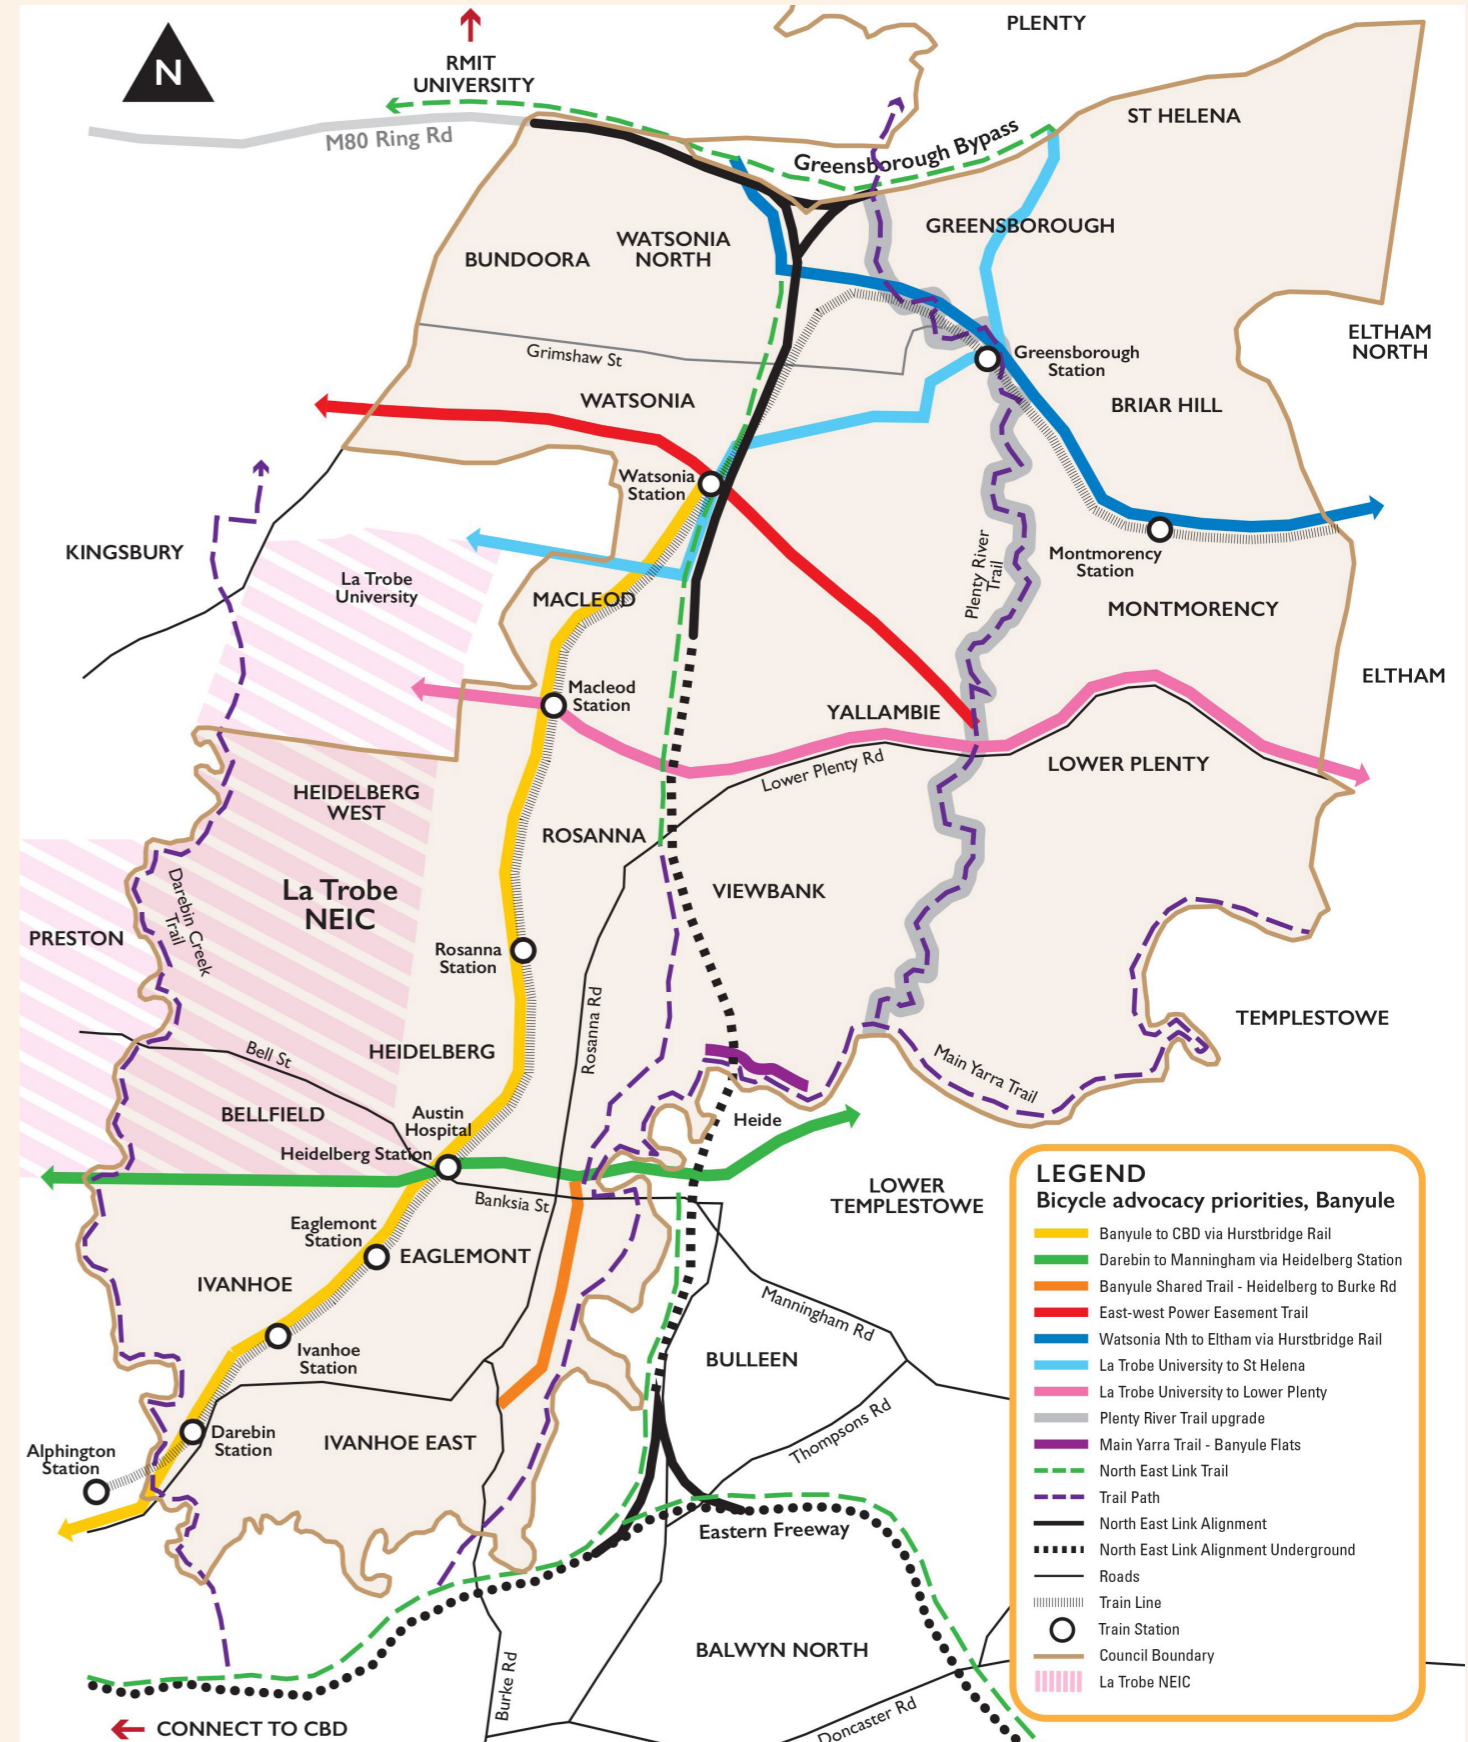 PLENTY
N
RMIT
UNIVERSITY
M80 Ring Rd
ST HELENA
Greensborough Bypass
GREENSBOROUGH
WATSONIA
NORTH
BUNDOORA
ELTHAM
NORTH
Grimshaw St
Greensborough
Station
WATSONIA
BRIAR HILL
Watsonia
Station
KINGSBURY
La Trobe
University
Plenty River
Trail
Montmorency
Station
MACLEOD
MONTMORENCY
ELTHAM
Macleod
Station
YALLAMBIE
Lower Plenty Rd
LOWER PLENTY
HEIDELBERG
WEST
ROSANNA
La Trobe
NEIC
VIEWBANK
Darebin Creek
Trail
PRESTON
Rosanna
Station
Rosanna Rd
TEMPLESTOWE
Bell St
HEIDELBERG
Main Yarra Trail
BELLFIELD
Austin
Hospital
Heide
Heidelberg Station
Banksia St
LOWER
TEMPLESTOWE
Eaglemont
Station
EAGLEMONT
IVANHOE
Manningham Rd
Ivanhoe
Station
BULLEEN
Thompsons Rd
Darebin
Station
IVANHOE EAST
Alphington
Station
Eastern Freeway
BALWYN NORTH
Burke Rd
Doncaster Rd
CONNECT TO CBD
LEGEND
Bicycle advocacy priorities, Banyule
Banyule to CBD via Hurstbridge Rail
Darebin to Manningham via Heidelberg Station
Banyule Shared Trail - Heidelberg to Burke Rd
East-west Power Easement Trail
Watsonia Nth to Eltham via Hurstbridge Rail
La Trobe University to St Helena
La Trobe University to Lower Plenty
Plenty River Trail upgrade
Main Yarra Trail - Banyule Flats
North East Link Trail
Trail Path
North East Link Alignment
North East Link Alignment Underground
Roads
Train Line
Train Station
Council Boundary
La Trobe NEIC